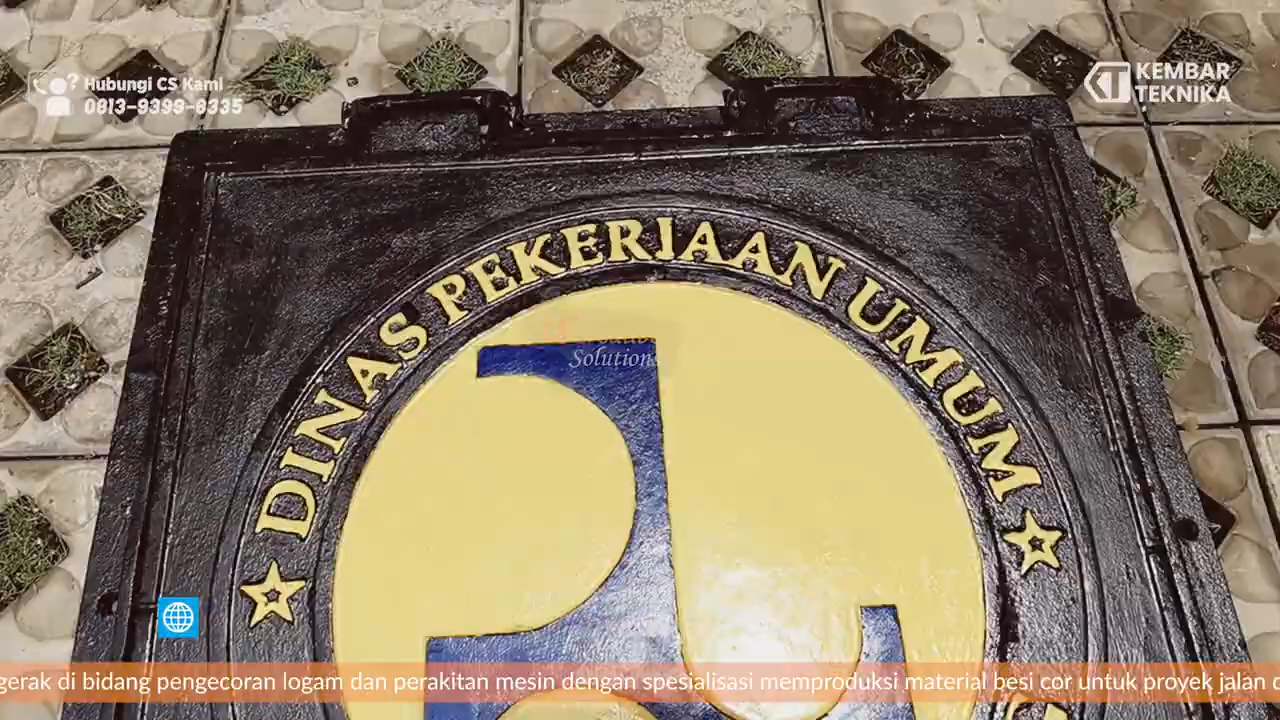 Hubungi CS Kami
0813-9399-8335
KEMBAR
TEKNIKA
DINAS PEKERJAAN UMUM
Solution
gerak di bidang pengecoran logam dan perakitan mesin dengan spesialisasi memproduksi material besi cor untuk proyek jalan